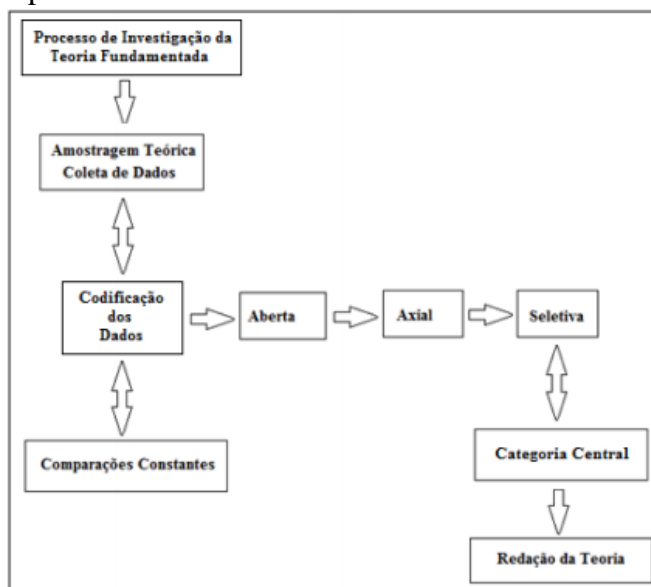 Processo de Investigação da
Teoria Fundamentada
Amostragem Teórica
Coleta de Dados
Codificação
dos
Dados
Aberta
Axial
Seletiva
Comparações Constantes
Categoria Central
Redação da Teoria